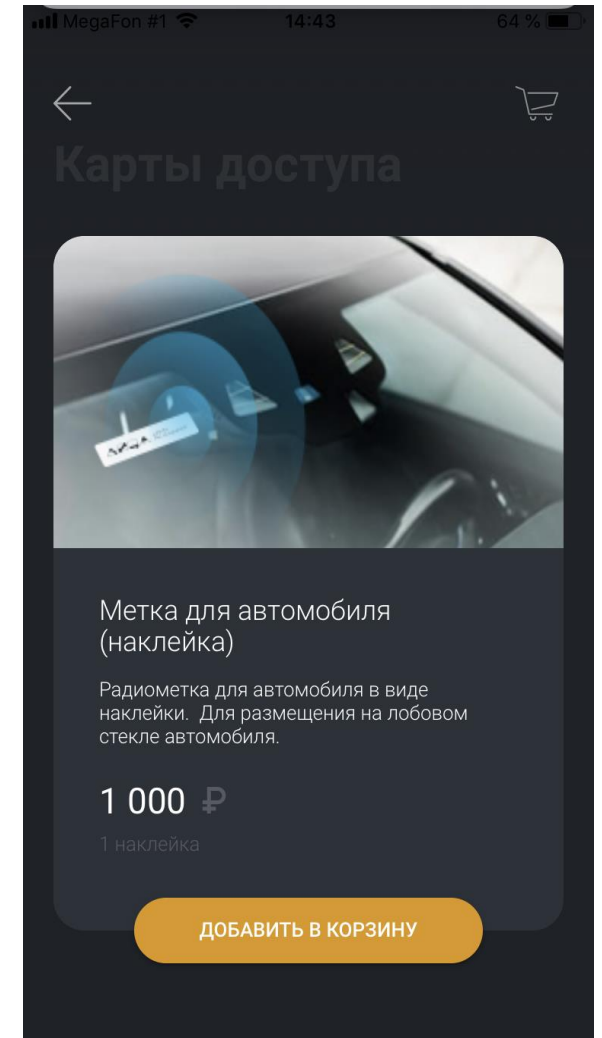 MegaFon #1 14:43 64 %
Карты доступа
Метка для автомобиля
(наклейка)
Радиометка для автомобиля в виде
наклейки. Для размещения на лобовом
стекле автомобиля.
1 000 ₽
1 наклейка
ДОБАВИТЬ В КОРЗИНУ